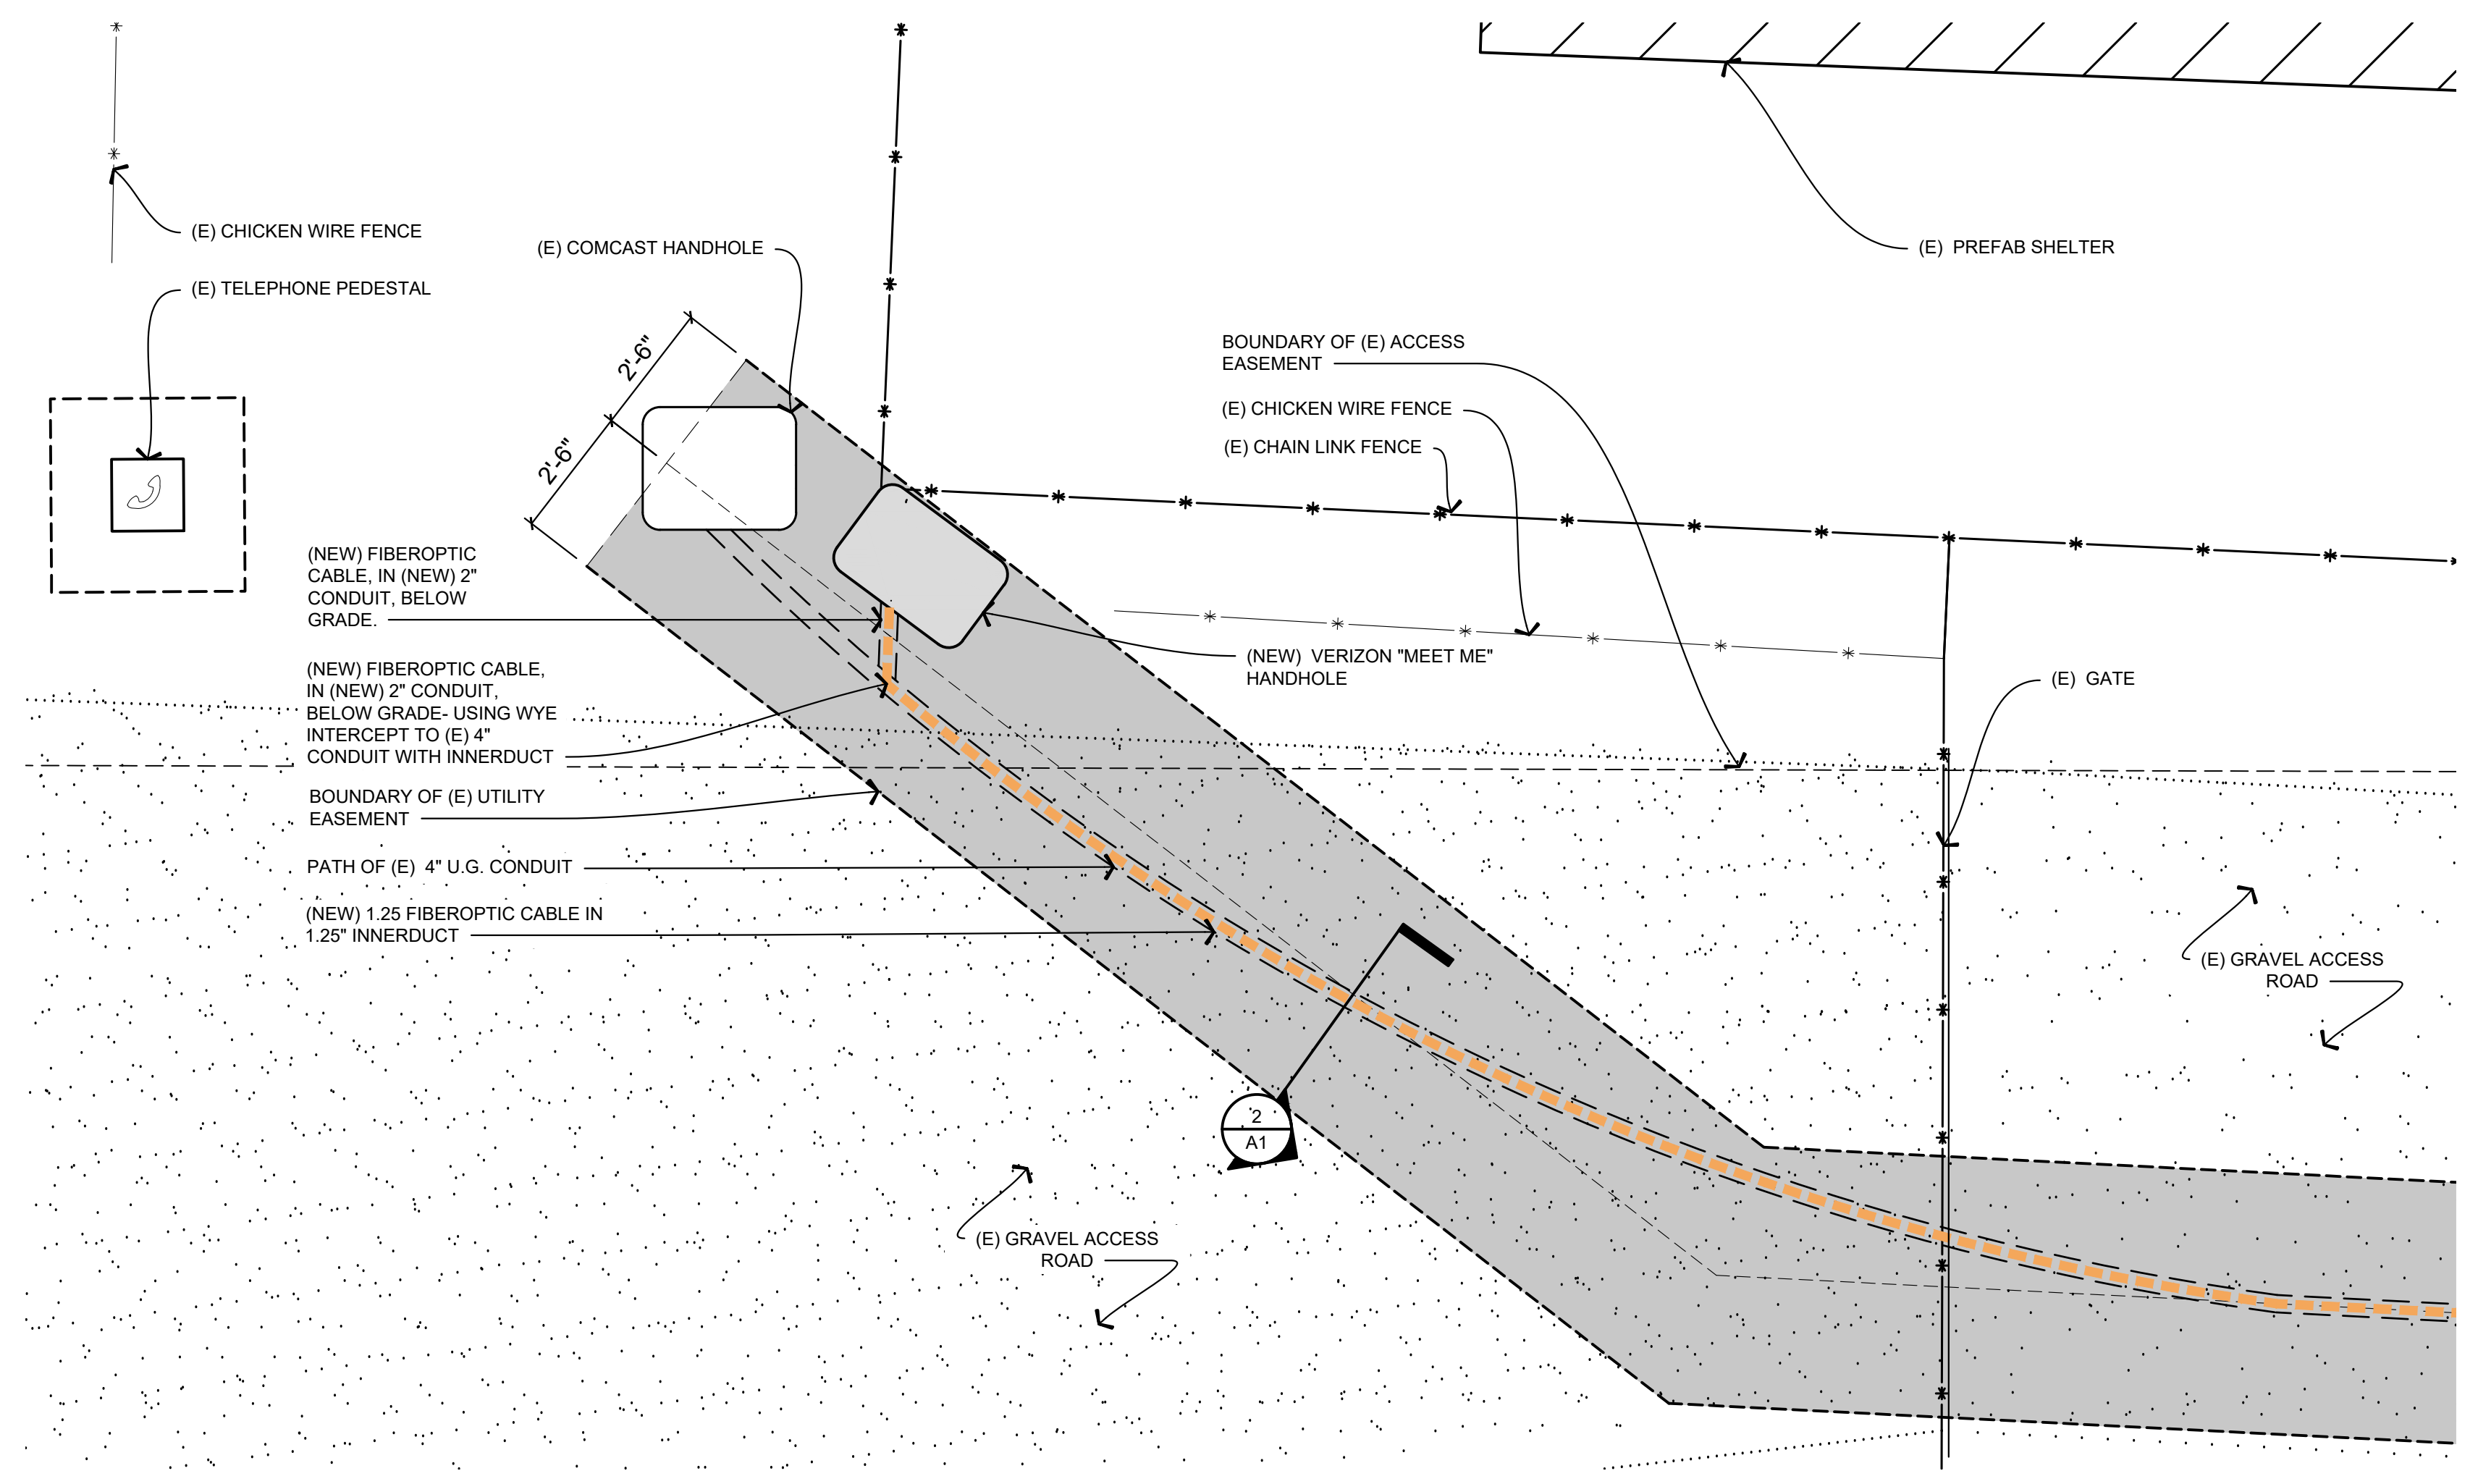 (E) CHICKEN WIRE FENCE
(E) COMCAST HANDHOLE
(E)  PREFAB SHELTER
(E) TELEPHONE PEDESTAL
2'-6"
2'-6"
BOUNDARY OF (E) ACCESS
EASEMENT
(E) CHICKEN WIRE FENCE
(E) CHAIN LINK FENCE
(NEW) FIBEROPTIC
CABLE, IN (NEW) 2"
CONDUIT, BELOW
GRADE.
(NEW)  VERIZON "MEET ME"
HANDHOLE
(E)  GATE
(NEW) FIBEROPTIC CABLE,
IN (NEW) 2" CONDUIT,
BELOW GRADE- USING WYE
INTERCEPT TO (E) 4"
CONDUIT WITH INNERDUCT
BOUNDARY OF (E) UTILITY
EASEMENT
PATH OF (E)  4" U.G. CONDUIT
(NEW) 1.25 FIBEROPTIC CABLE IN
1.25" INNERDUCT
(E) GRAVEL ACCESS
ROAD
2
A1
(E) GRAVEL ACCESS
ROAD